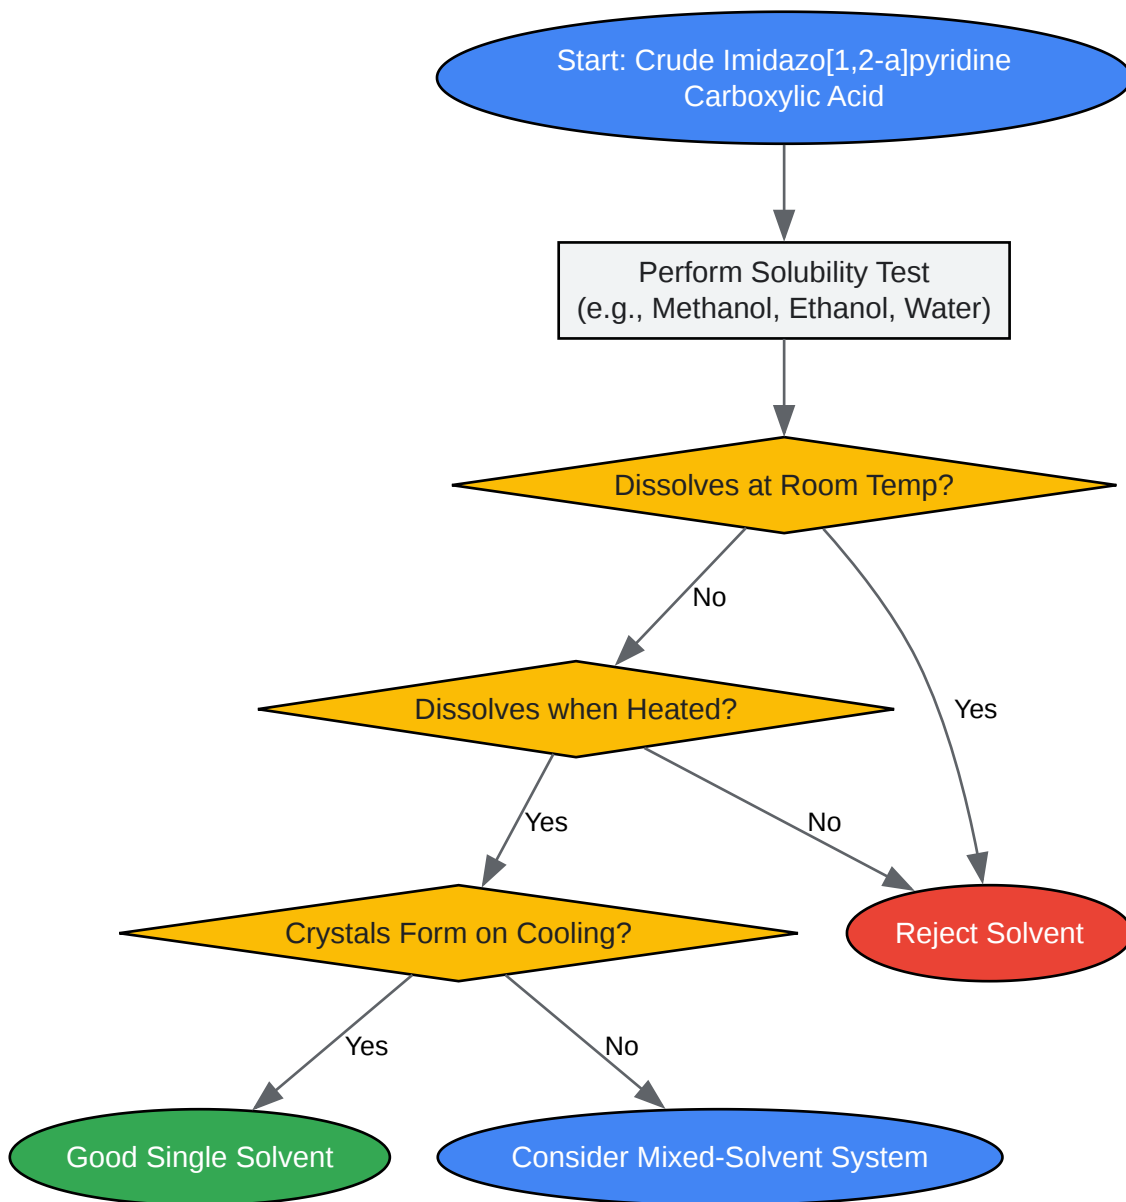 Start: Crude Imidazo[1,2-a]pyridine
Carboxylic Acid
Perform Solubility Test
(e.g., Methanol, Ethanol, Water)
Dissolves at Room Temp?
No
Yes
Dissolves when Heated?
Yes
No
Crystals Form on Cooling?
Reject Solvent
Yes
No
Good Single Solvent
Consider Mixed-Solvent System